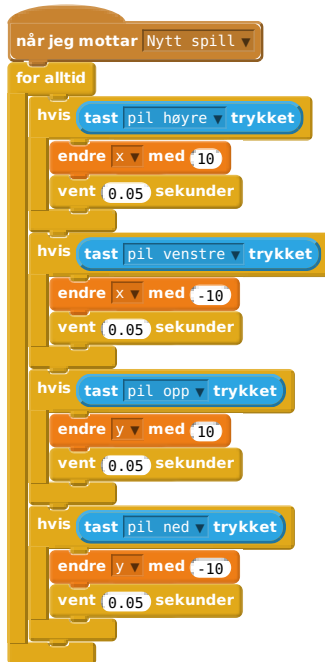 når jeg mottar Nytt spill
for alltid
hvis tast pil høyre trykket
endre x med 10
vent 0.05 sekunder
hvis tast pil venstre trykket
endre x med -10
vent 0.05 sekunder
hvis tast pil opp trykket
endre y med 10
vent 0.05 sekunder
hvis tast pil ned trykket
endre y med -10
vent 0.05 sekunder